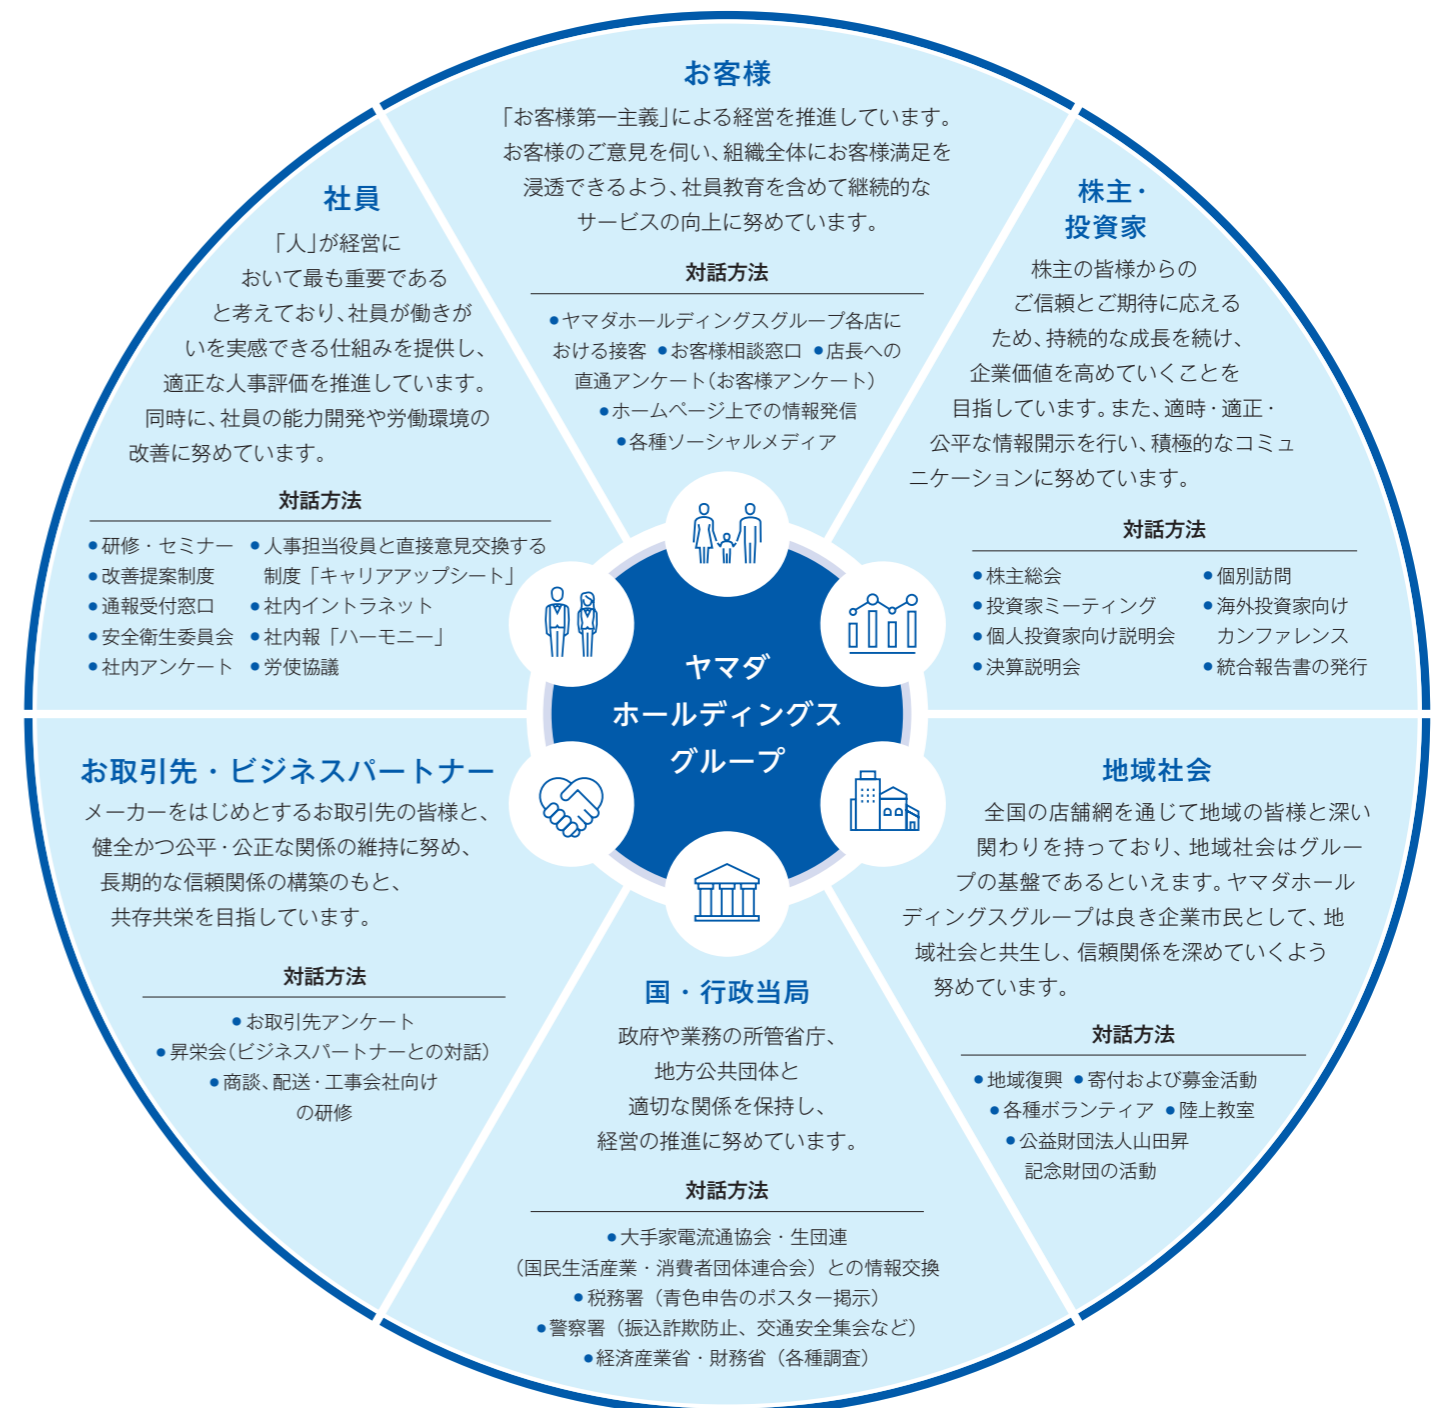 お客様
「お客様第一主義」による経営を推進しています。
お客様のご意見を伺い、組織全体にお客様満足を
浸透できるよう、社員教育を含めて継続的な
サービスの向上に努めています。
対話方法
●ヤマダホールディングスグループ各店に
おける接客 ●お客様相談窓口 ●店長への
直通アンケート(お客様アンケート)
●ホームページ上での情報発信
●各種ソーシャルメディア
株主・
投資家
株主の皆様からの
ご信頼とご期待に応える
ため、持続的な成長を続け、
企業価値を高めていくことを
目指しています。また、適時・適正・
公平な情報開示を行い、積極的なコミュ
ニケーションに努めています。
対話方法
●株主総会
●投資家ミーティング
●個人投資家向け説明会
●決算説明会
●個別訪問
●海外投資家向け
カンファレンス
●統合報告書の発行
地域社会
全国の店舗網を通じて地域の皆様と深い
関わりを持っており、地域社会はグルー
プの基盤であるといえます。ヤマダホール
ディングスグループは良き企業市民として、地
域社会と共生し、信頼関係を深めていくよう
努めています。
対話方法
●地域復興 ●寄付および募金活動
●各種ボランティア ●陸上教室
●公益財団法人山田昇
記念財団の活動
国・行政当局
政府や業務の所管省庁、
地方公共団体と
適切な関係を保持し、
経営の推進に努めています。
対話方法
●大手家電流通協会・生団連
(国民生活産業・消費者団体連合会)との情報交換
●税務署(青色申告のポスター掲示)
●警察署(振込詐欺防止、交通安全集会など)
●経済産業省・財務省(各種調査)
お取引先・ビジネスパートナー
メーカーをはじめとするお取引先の皆様と、
健全かつ公平・公正な関係の維持に努め、
長期的な信頼関係の構築のもと、
共存共栄を目指しています。
対話方法
●お取引先アンケート
●昇栄会(ビジネスパートナーとの対話)
●商談、配送・工事会社向け
の研修
社員
「人」が経営に
おいて最も重要である
と考えており、社員が働きが
いを実感できる仕組みを提供し、
適正な人事評価を推進しています。
同時に、社員の能力開発や労働環境の
改善に努めています。
対話方法
●研修・セミナー
●改善提案制度
●通報受付窓口
●安全衛生委員会
●社内アンケート
●人事担当役員と直接意見交換する
制度「キャリアアップシート」
●社内イントラネット
●社内報「ハーモニー」
●労使協議
ヤマダ
ホールディングス
グループ